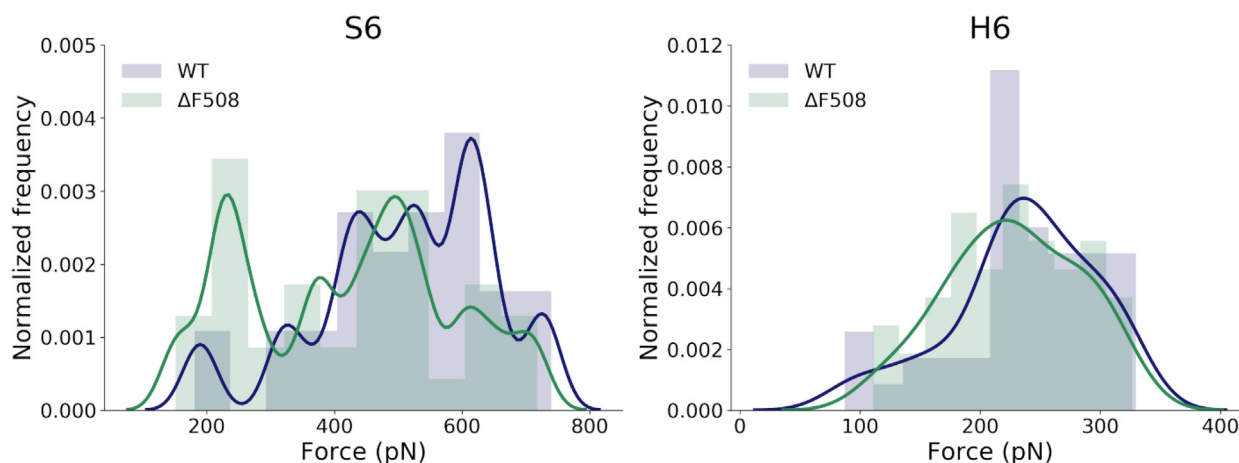 S6
Normalized frequency
0.005
0.004
0.003
0.002
0.001
0.000
WT
ΔF508
200
400
600
800
Force (pN)
H6
Normalized frequency
0.012
0.010
0.008
0.006
0.004
0.002
0.000
WT
ΔF508
0
100
200
300
400
Force (pN)